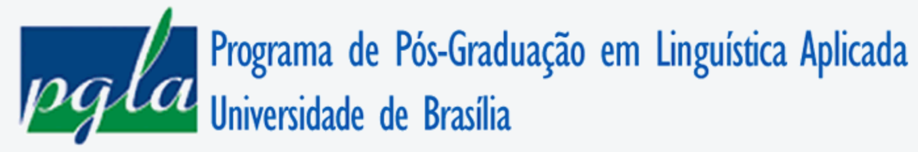 pgla
Programa de Pós-Graduação em Linguística Aplicada
Universidade de Brasília